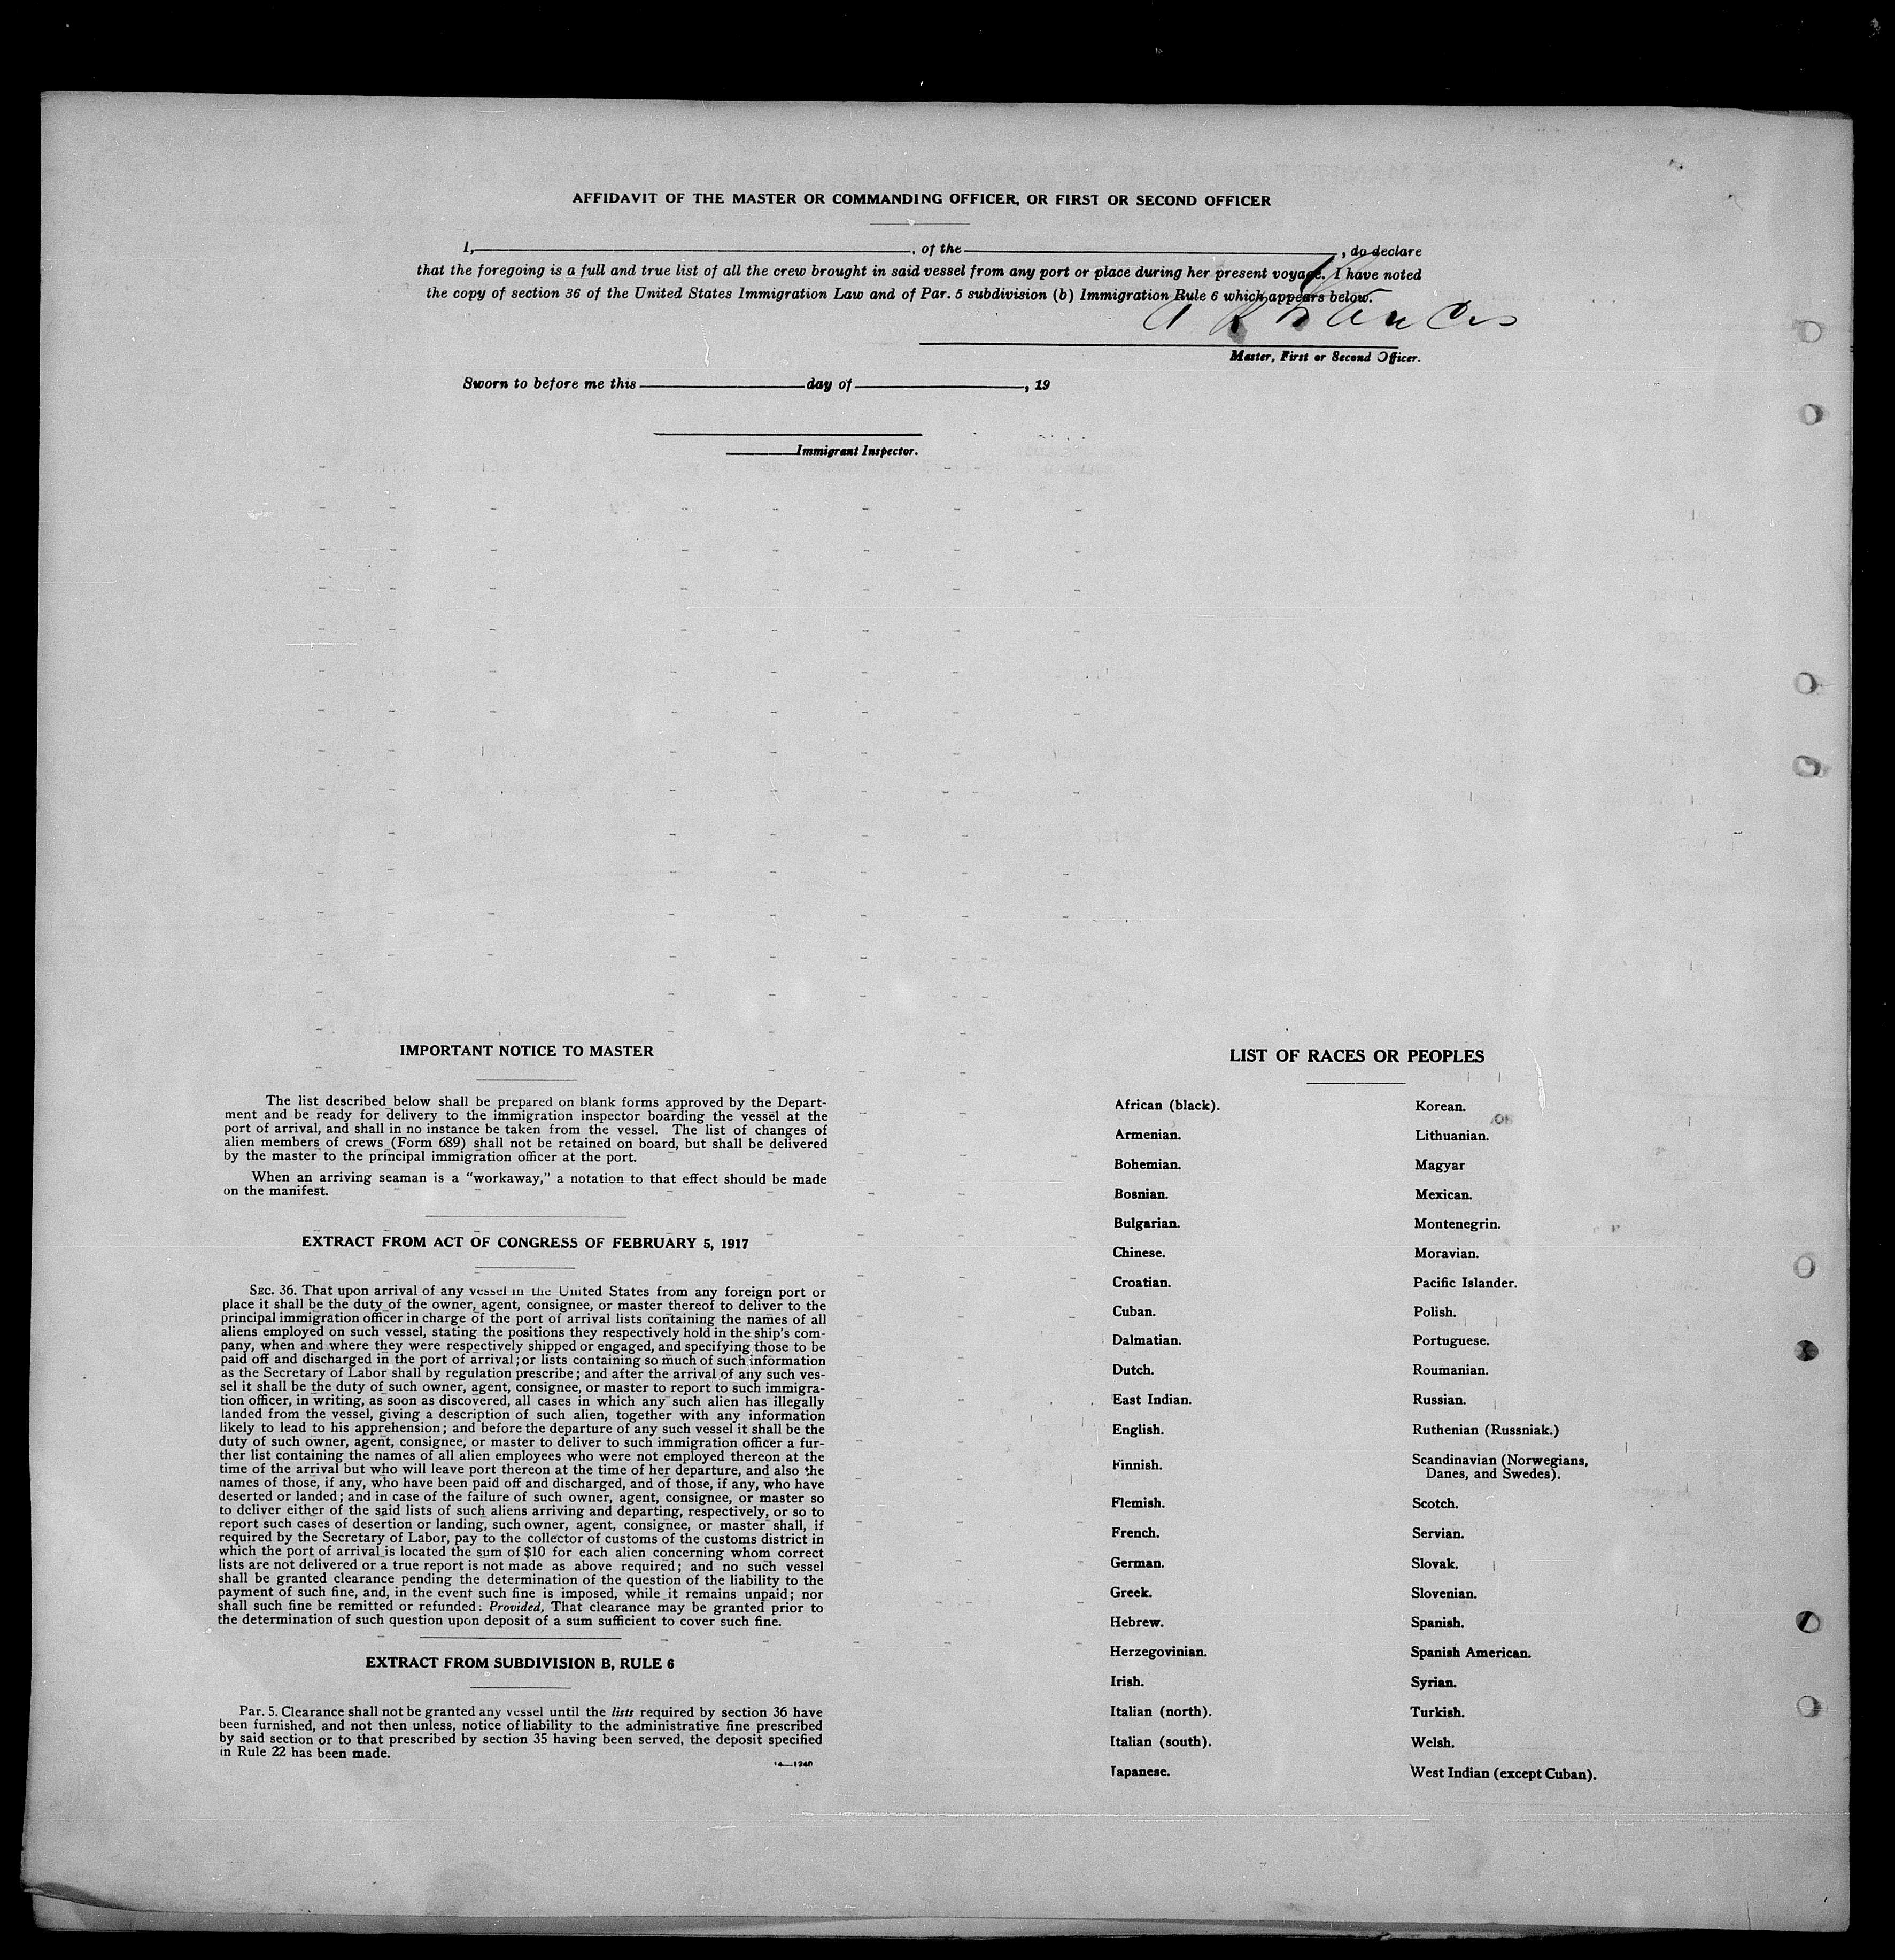 AFFIDAVIT OF THE MASTER OR COMMANDING OFFICER, OR FIRST OR SECOND OFFICER
I, , of the , do declare
that the foregoing is a full and true list of all the crew brought in said vessel from any port or place during her present voyage. I have noted
the copy of section 36 of the United States Immigration Law and of Par. 5 subdivision (b) Immigration Rule 6 which appears below.
Master, First or Second Officer.
Sworn to before me this day of , 19
Immigrant Inspector.
IMPORTANT NOTICE TO MASTER
The list described below shall be prepared on blank forms approved by the Depart-
ment and be ready for delivery to the immigration inspector boarding the vessel at the
port of arrival, and shall in no instance be taken from the vessel. The list of changes of
alien members of crews (Form 689) shall not be retained on board, but shall be delivered
by the master to the principal immigration officer at the port.
When an arriving seaman is a "workaway," a notation to that effect should be made
on the manifest.
EXTRACT FROM ACT OF CONGRESS OF FEBRUARY 5, 1917
SEC. 36. That upon arrival of any vessel in the United States from any foreign port or
place it shall be the duty of the owner, agent, consignee, or master thereof to deliver to the
principal immigration officer in charge of the port of arrival lists containing the names of all
aliens employed on such vessel, stating the positions they respectively hold in the ship's com-
pany, when and where they were respectively shipped or engaged, and specifying those to be
paid off and discharged in the port of arrival; or lists containing so much of such information
as the Secretary of Labor shall by regulation prescribe; and after the arrival of any such ves-
sel it shall be the duty of such owner, agent, consignee, or master to report to such immigra-
tion officer, in writing, as soon as discovered, all cases in which any such alien has illegally
landed from the vessel, giving a description of such alien, together with any information
likely to lead to his apprehension; and before the departure of any such vessel it shall be the
duty of such owner, agent, consignee, or master to deliver to such immigration officer a fur-
ther list containing the names of all alien employees who were not employed thereon at the
time of the arrival but who will leave port thereon at the time of her departure, and also the
names of those, if any, who have been paid off and discharged, and of those, if any, who have
deserted or landed; and in case of the failure of such owner, agent, consignee, or master so
to deliver either of the said lists of such aliens arriving and departing, respectively, or so to
report such cases of desertion or landing, such owner, agent, consignee, or master shall, if
required by the Secretary of Labor, pay to the collector of customs of the customs district in
which the port of arrival is located the sum of $10 for each alien concerning whom correct
lists are not delivered or a true report is not made as above required; and no such vessel
shall be granted clearance pending the determination of the question of the liability to the
payment of such fine, and, in the event such fine is imposed, while it remains unpaid; nor
shall such fine be remitted or refunded: Provided, That clearance may be granted prior to
the determination of such question upon deposit of a sum sufficient to cover such fine.
EXTRACT FROM SUBDIVISION B, RULE 6
Par. 5. Clearance shall not be granted any vessel until the lists required by section 36 have
been furnished, and not then unless, notice of liability to the administrative fine prescribed
by said section or to that prescribed by section 35 having been served, the deposit specified
in Rule 22 has been made.
14—1240
LIST OF RACES OR PEOPLES
African (black).
Armenian.
Bohemian.
Bosnian.
Bulgarian.
Chinese.
Croatian.
Cuban.
Dalmatian.
Dutch.
East Indian.
English.
Finnish.
Flemish.
French.
German.
Greek.
Hebrew.
Herzegovinian.
Irish.
Italian (north).
Italian (south).
Japanese.
Korean.
Lithuanian.
Magyar
Mexican.
Montenegrin.
Moravian.
Pacific Islander.
Polish.
Portuguese.
Roumanian.
Russian.
Ruthenian (Russniak.)
Scandinavian (Norwegians,
Danes, and Swedes).
Scotch.
Servian.
Slovak.
Slovenian.
Spanish.
Spanish American.
Syrian.
Turkish.
Welsh.
West Indian (except Cuban).